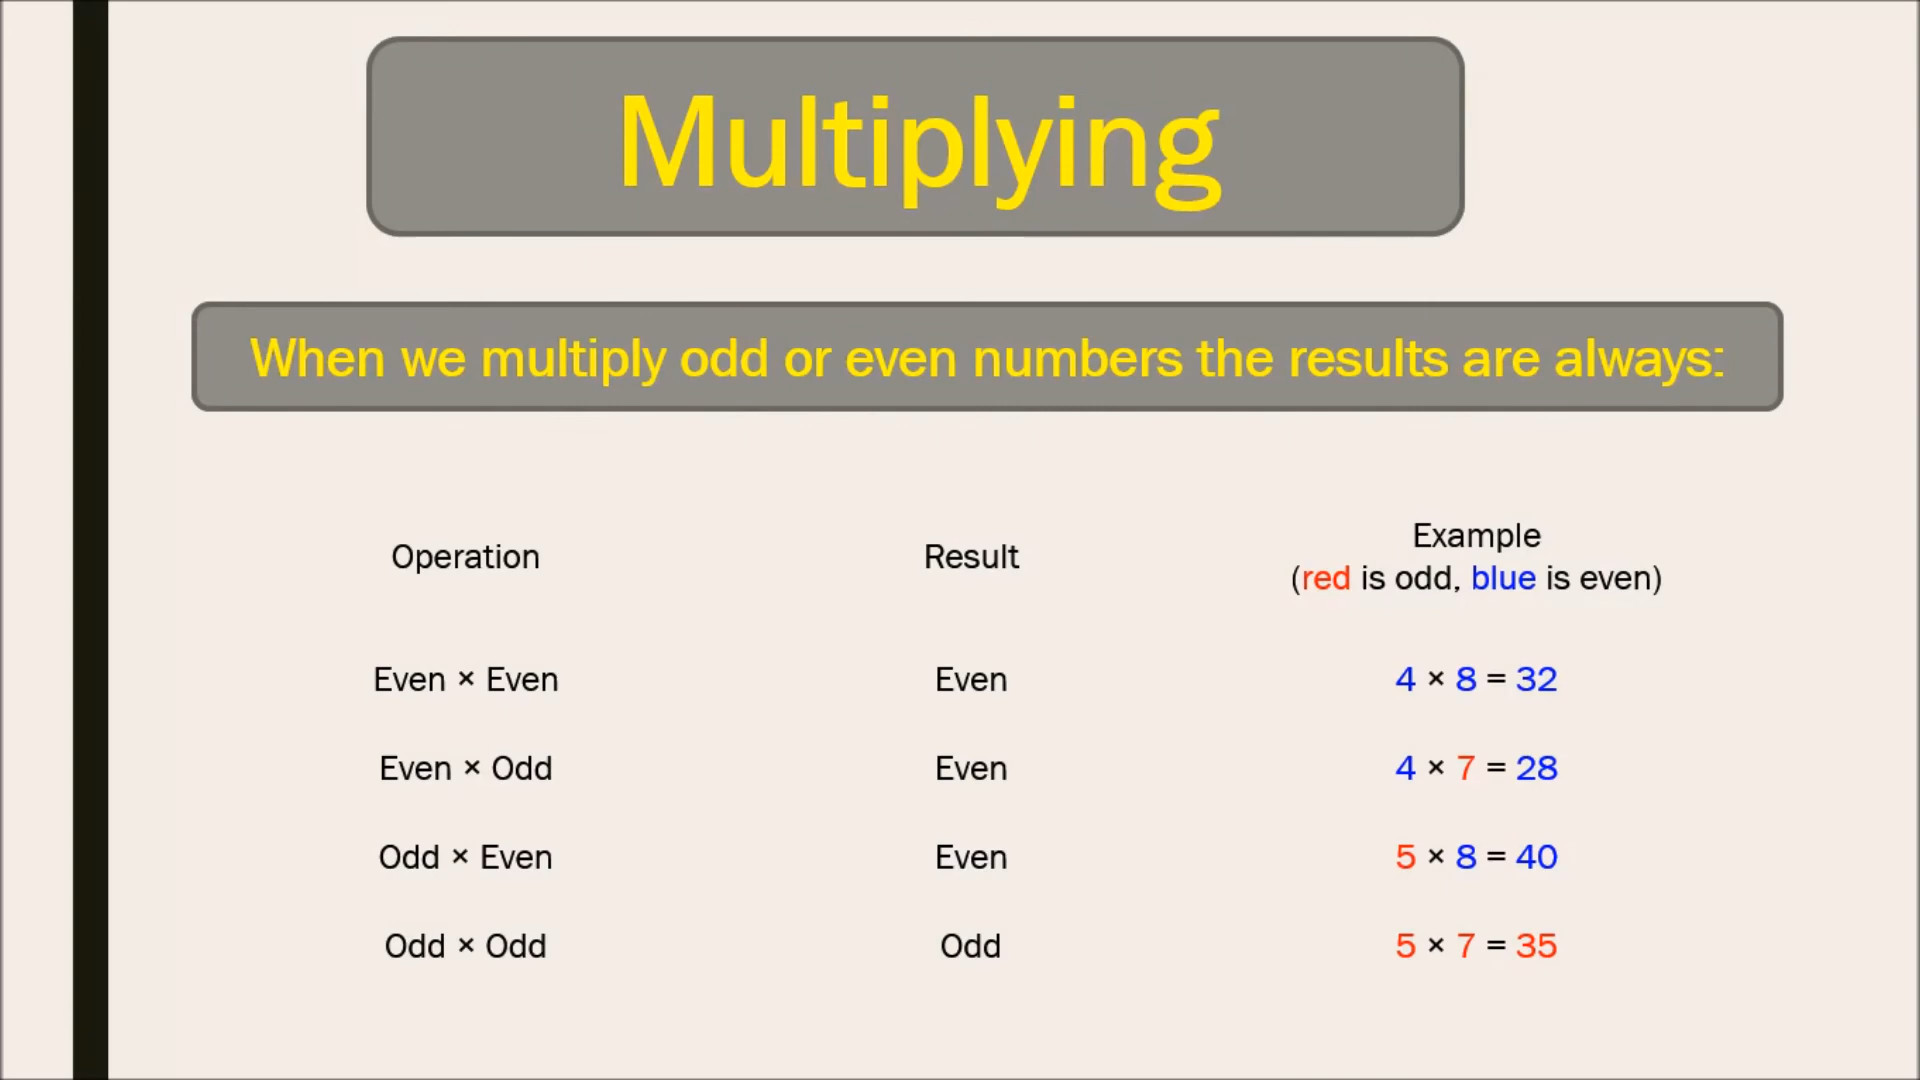 Multiplying
When we multiply odd or even numbers the results are always:
Operation Result Example
(red is odd, blue is even)
Even × Even Even 4 × 8 = 32
Even × Odd Even 4 × 7 = 28
Odd × Even Even 5 × 8 = 40
Odd × Odd Odd 5 × 7 = 35